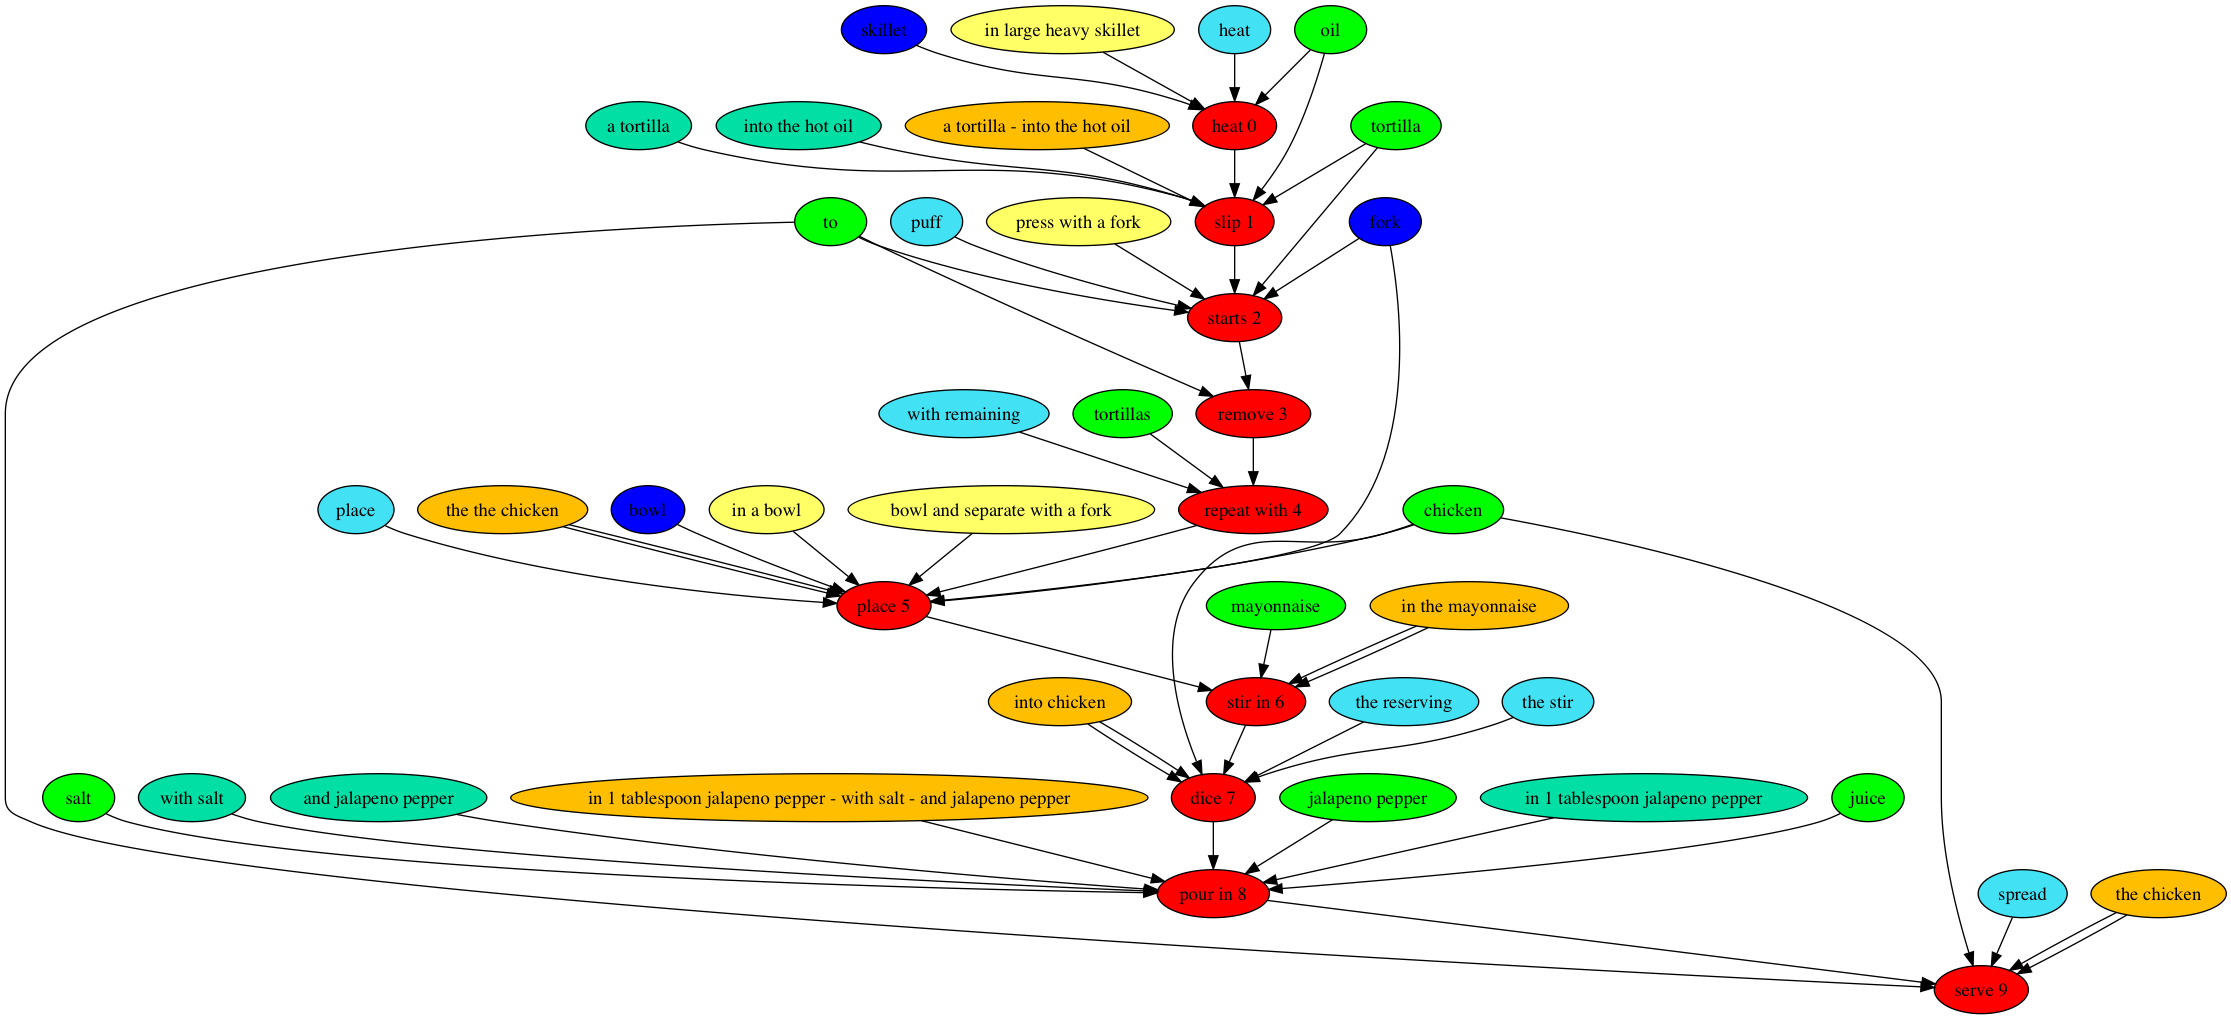 skillet
in large heavy skillet
heat
oil
a tortilla
into the hot oil
a tortilla - into the hot oil
heat 0
tortilla
to
puff
press with a fork
slip 1
fork
starts 2
with remaining
tortillas
remove 3
place
the the chicken
bowl
in a bowl
bowl and separate with a fork
repeat with 4
chicken
place 5
mayonnaise
in the mayonnaise
into chicken
stir in 6
the reserving
the stir
salt
with salt
and jalapeno pepper
in 1 tablespoon jalapeno pepper - with salt - and jalapeno pepper
dice 7
jalapeno pepper
in 1 tablespoon jalapeno pepper
juice
pour in 8
spread
the chicken
serve 9